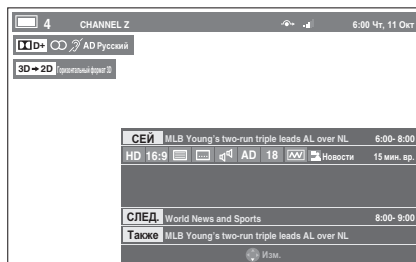 4 CHANNEL Z 6:00 Чт, 11 Окт
D+ AD Русский
3D➔2D Горизонтальный формат 3D
СЕЙ MLB Young's two-run triple leads AL over NL 6:00- 8:00
HD 16:9 AD 18 Новости 15 мин. вр.
СЛЕД. World News and Sports 8:00- 9:00
Также MLB Young's two-run triple leads AL over NL
Изм.